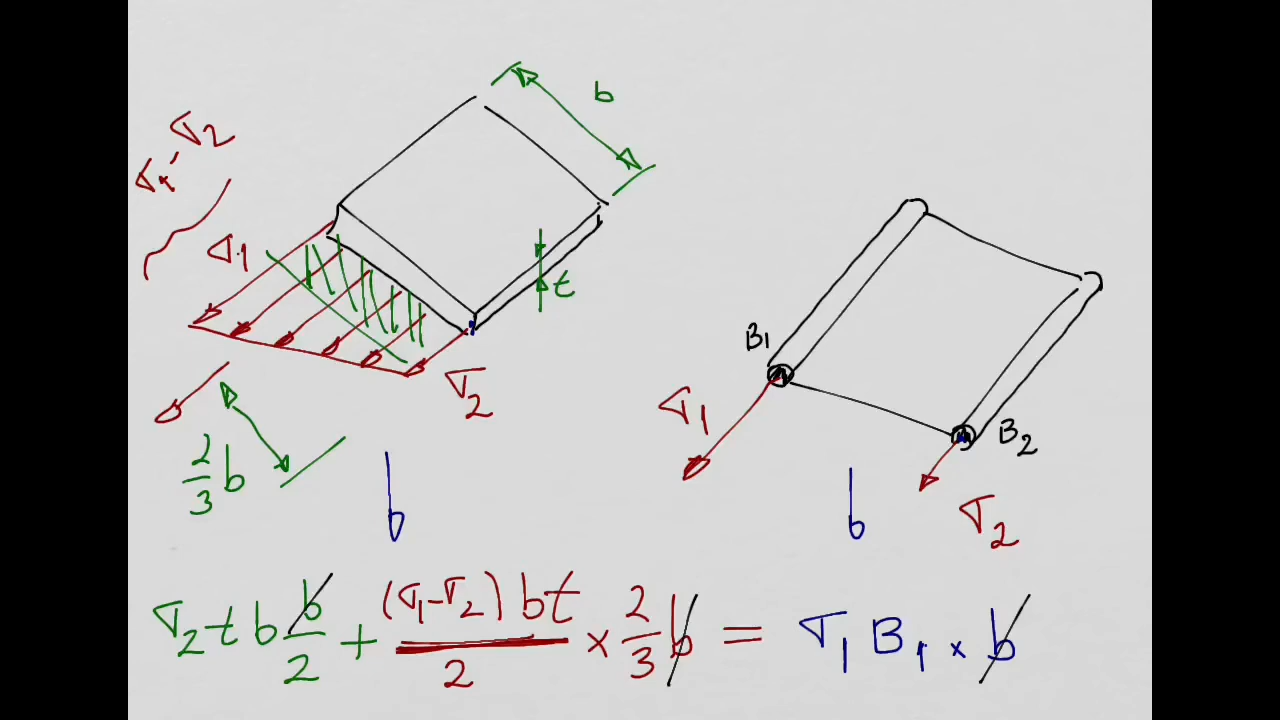 b
σ₁-σ₂
σ₁
t
σ₂
2/3 b
b
B₁
σ₁
B₂
σ₂
b
σ₂ t b b/2 + (σ₁-σ₂) b t / 2 × 2/3 b = σ₁ B₁ × b